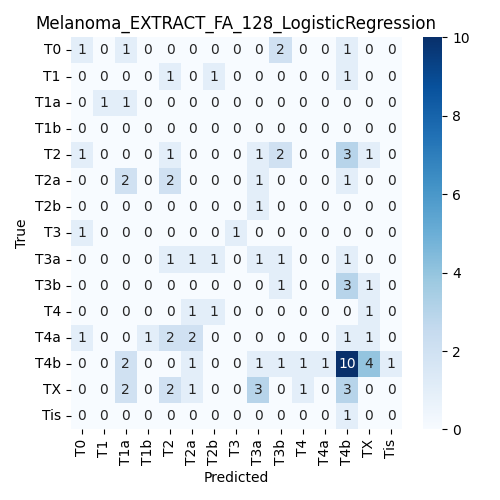 Melanoma_EXTRACT_FA_128_LogisticRegression
T0 1 0 1 0 0 0 0 0 0 2 0 0 1 0 0
T1 0 0 0 0 1 0 1 0 0 0 0 0 1 0 0
T1a 0 1 1 0 0 0 0 0 0 0 0 0 0 0 0
T1b 0 0 0 0 0 0 0 0 0 0 0 0 0 0 0
T2 1 0 0 0 1 0 0 0 1 2 0 0 3 1 0
T2a 0 0 2 0 2 0 0 0 1 0 0 0 1 0 0
T2b 0 0 0 0 0 0 0 0 1 0 0 0 0 0 0
T3 1 0 0 0 0 0 0 1 0 0 0 0 0 0 0
T3a 0 0 0 0 1 1 1 0 1 1 0 0 1 0 0
T3b 0 0 0 0 0 0 0 0 0 1 0 0 3 1 0
T4 0 0 0 0 0 1 1 0 0 0 0 0 0 1 0
T4a 1 0 0 1 2 2 0 0 0 0 0 0 1 1 0
T4b 0 0 2 0 0 1 0 0 1 1 1 1 10 4 1
TX 0 0 2 0 2 1 0 0 3 0 1 0 3 0 0
Tis 0 0 0 0 0 0 0 0 0 0 0 0 1 0 0
T0 T1 T1a T1b T2 T2a T2b T3 T3a T3b T4 T4a T4b TX Tis
Predicted
True
10
8
6
4
2
0